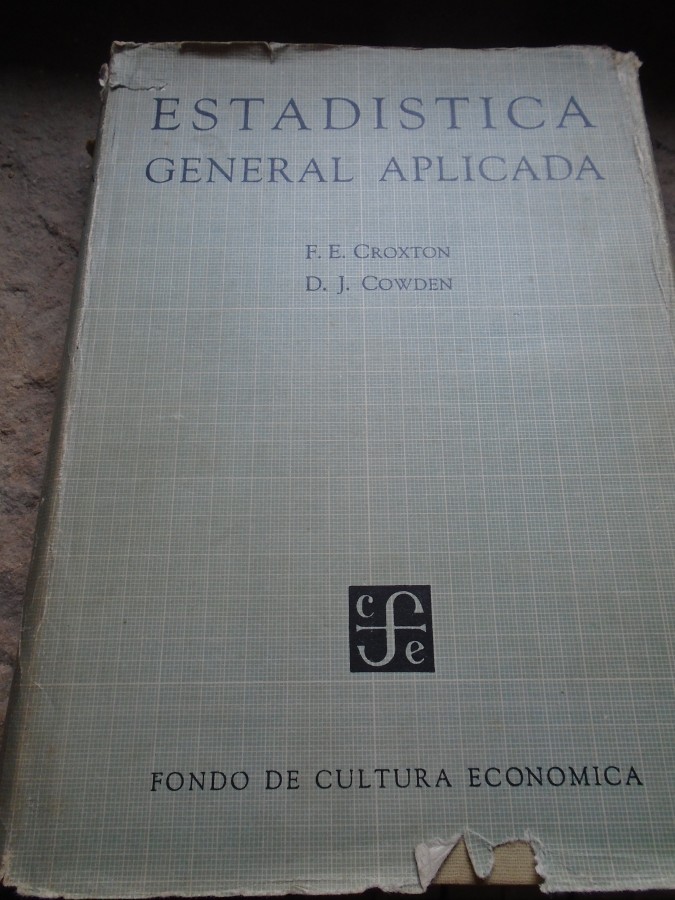 ESTADISTICA
GENERAL APLICADA
F. E. CROXTON
D. J. COWDEN
c f e
FONDO DE CULTURA ECONOMICA